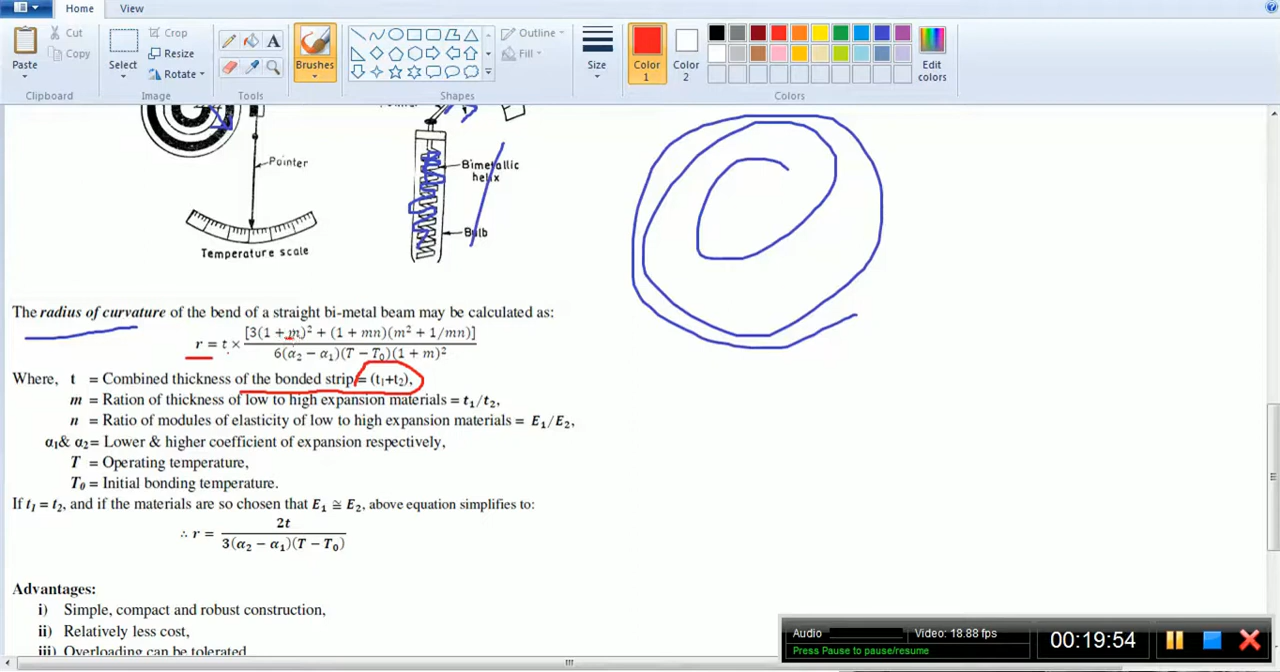 Home View
Cut
Copy
Paste
Clipboard
Select
Crop
Resize
Rotate
Image
A
Tools
Brushes
Outline
Fill
Shapes
Size
Color 1
Color 2
Edit colors
Colors
Pointer
Temperature scale
Bimetallic helix
Bulb
The radius of curvature of the bend of a straight bi-metal beam may be calculated as:
r = t × [3(1 + m)² + (1 + mn)(m² + 1/mn)] / 6(α₂ − α₁)(T − T₀)(1 + m)²
Where, t = Combined thickness of the bonded strip = (t₁+t₂),
m = Ration of thickness of low to high expansion materials = t₁/t₂,
n = Ratio of modules of elasticity of low to high expansion materials = E₁/E₂,
α₁& α₂= Lower & higher coefficient of expansion respectively,
T = Operating temperature,
T₀ = Initial bonding temperature.
If t₁ = t₂, and if the materials are so chosen that E₁ ≅ E₂, above equation simplifies to:
∴ r = 2t / 3(α₂ − α₁)(T − T₀)
Advantages:
i) Simple, compact and robust construction,
ii) Relatively less cost,
iii) Overloading can be tolerated
Audio Video: 18.88 fps
Press Pause to pause/resume
00:19:54